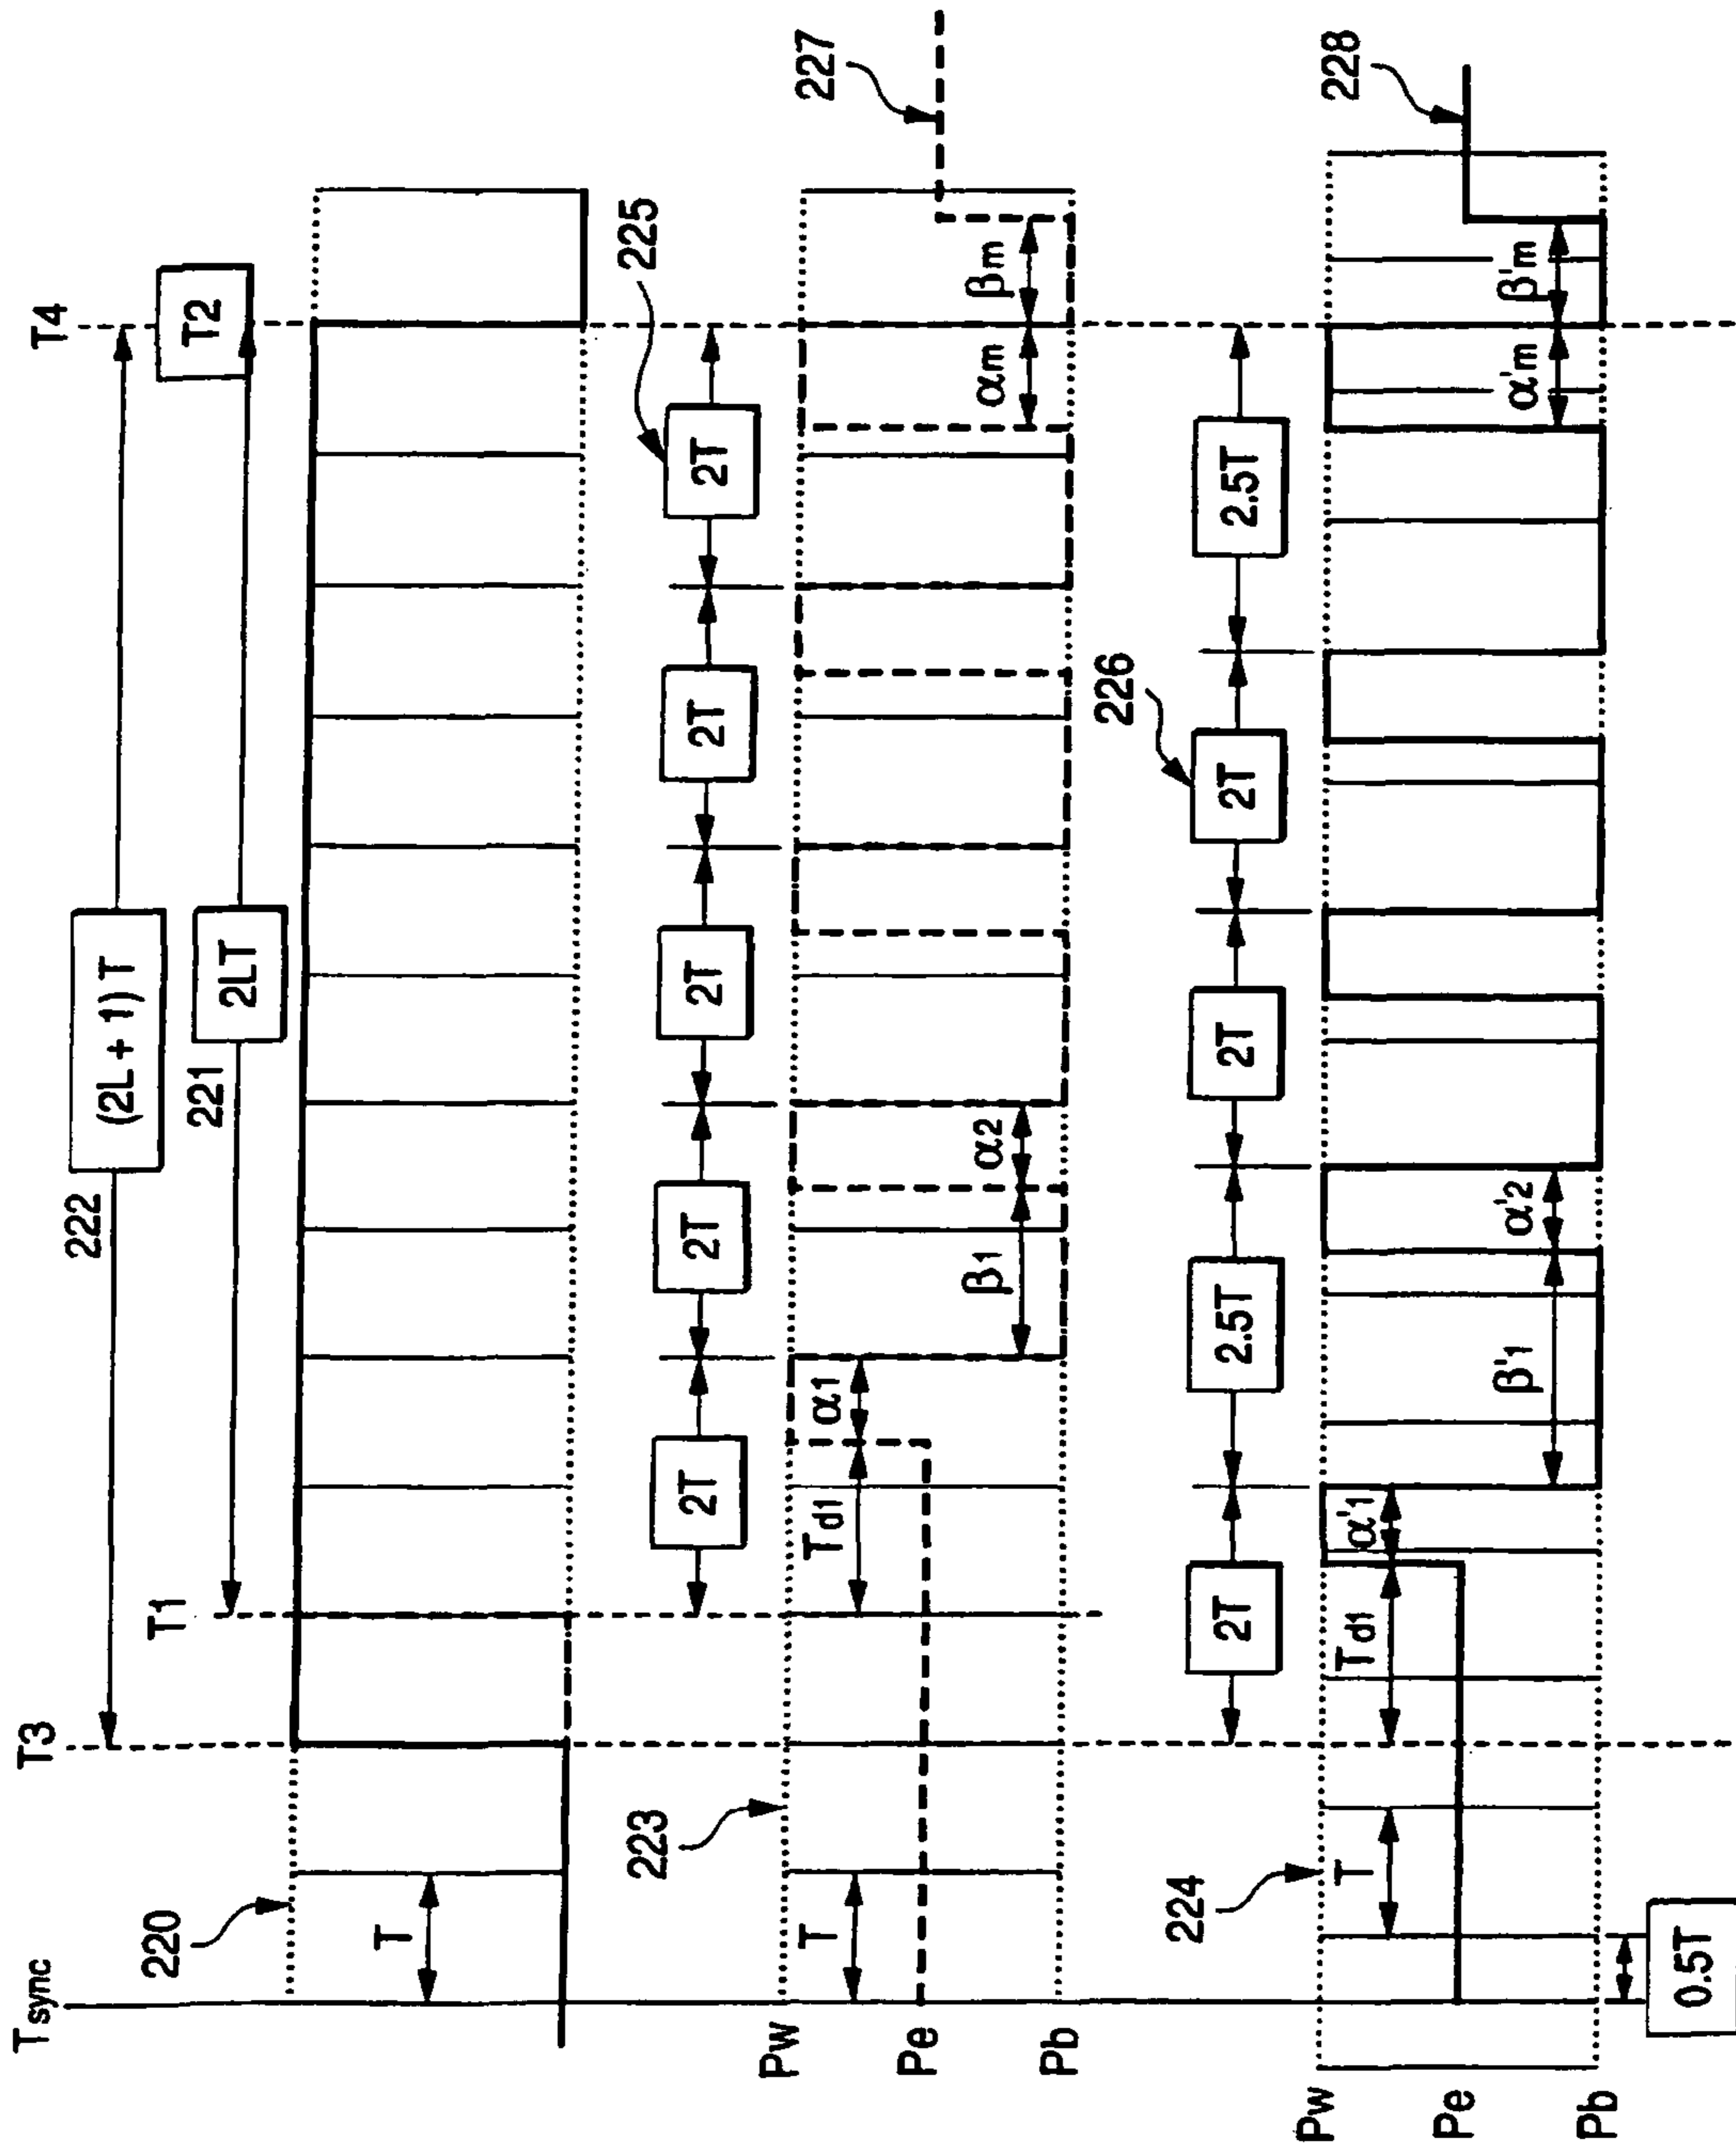 Tsync
T3
T1
T4
222
(2L + 1) T
221
2LT
T2
220
T
225
2T
2T
2T
2T
2T
223
227
Pw
Pe
Pb
T
Td1
α1
β1
α2
αm
βm
226
2T
2.5T
2T
2T
2.5T
224
228
Pw
Pe
Pb
T
Td1
α'1
β'1
α'2
α'm
β'm
0.5T